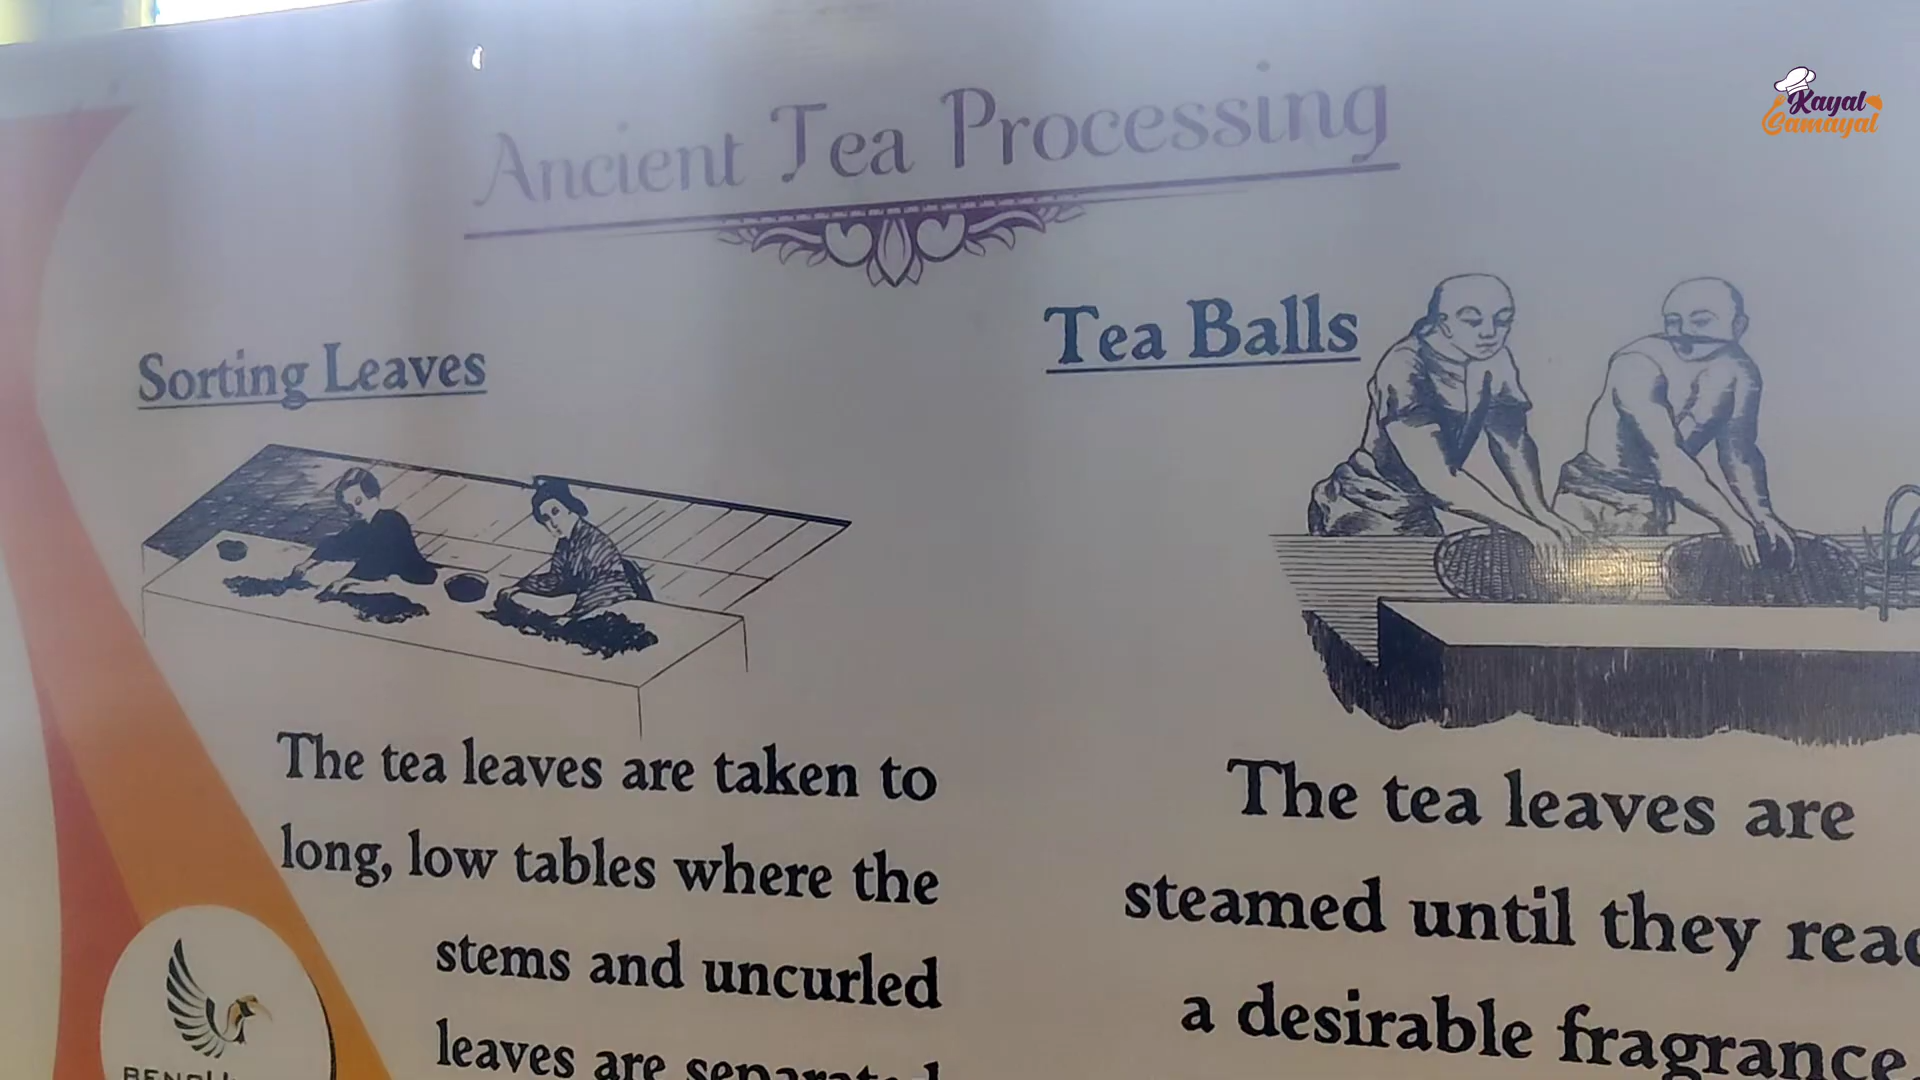 Kayal
Samayal
Ancient Tea Processing
Sorting Leaves
The tea leaves are taken to
long, low tables where the
stems and uncurled
leaves are separated
Tea Balls
The tea leaves are
steamed until they
a desirable fragrance